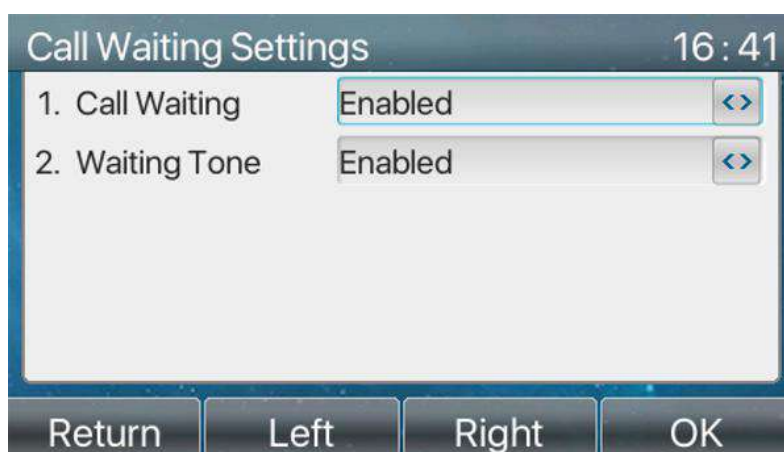 Call Waiting Settings 16:41
1. Call Waiting Enabled <>
2. Waiting Tone Enabled <>
Return Left Right OK